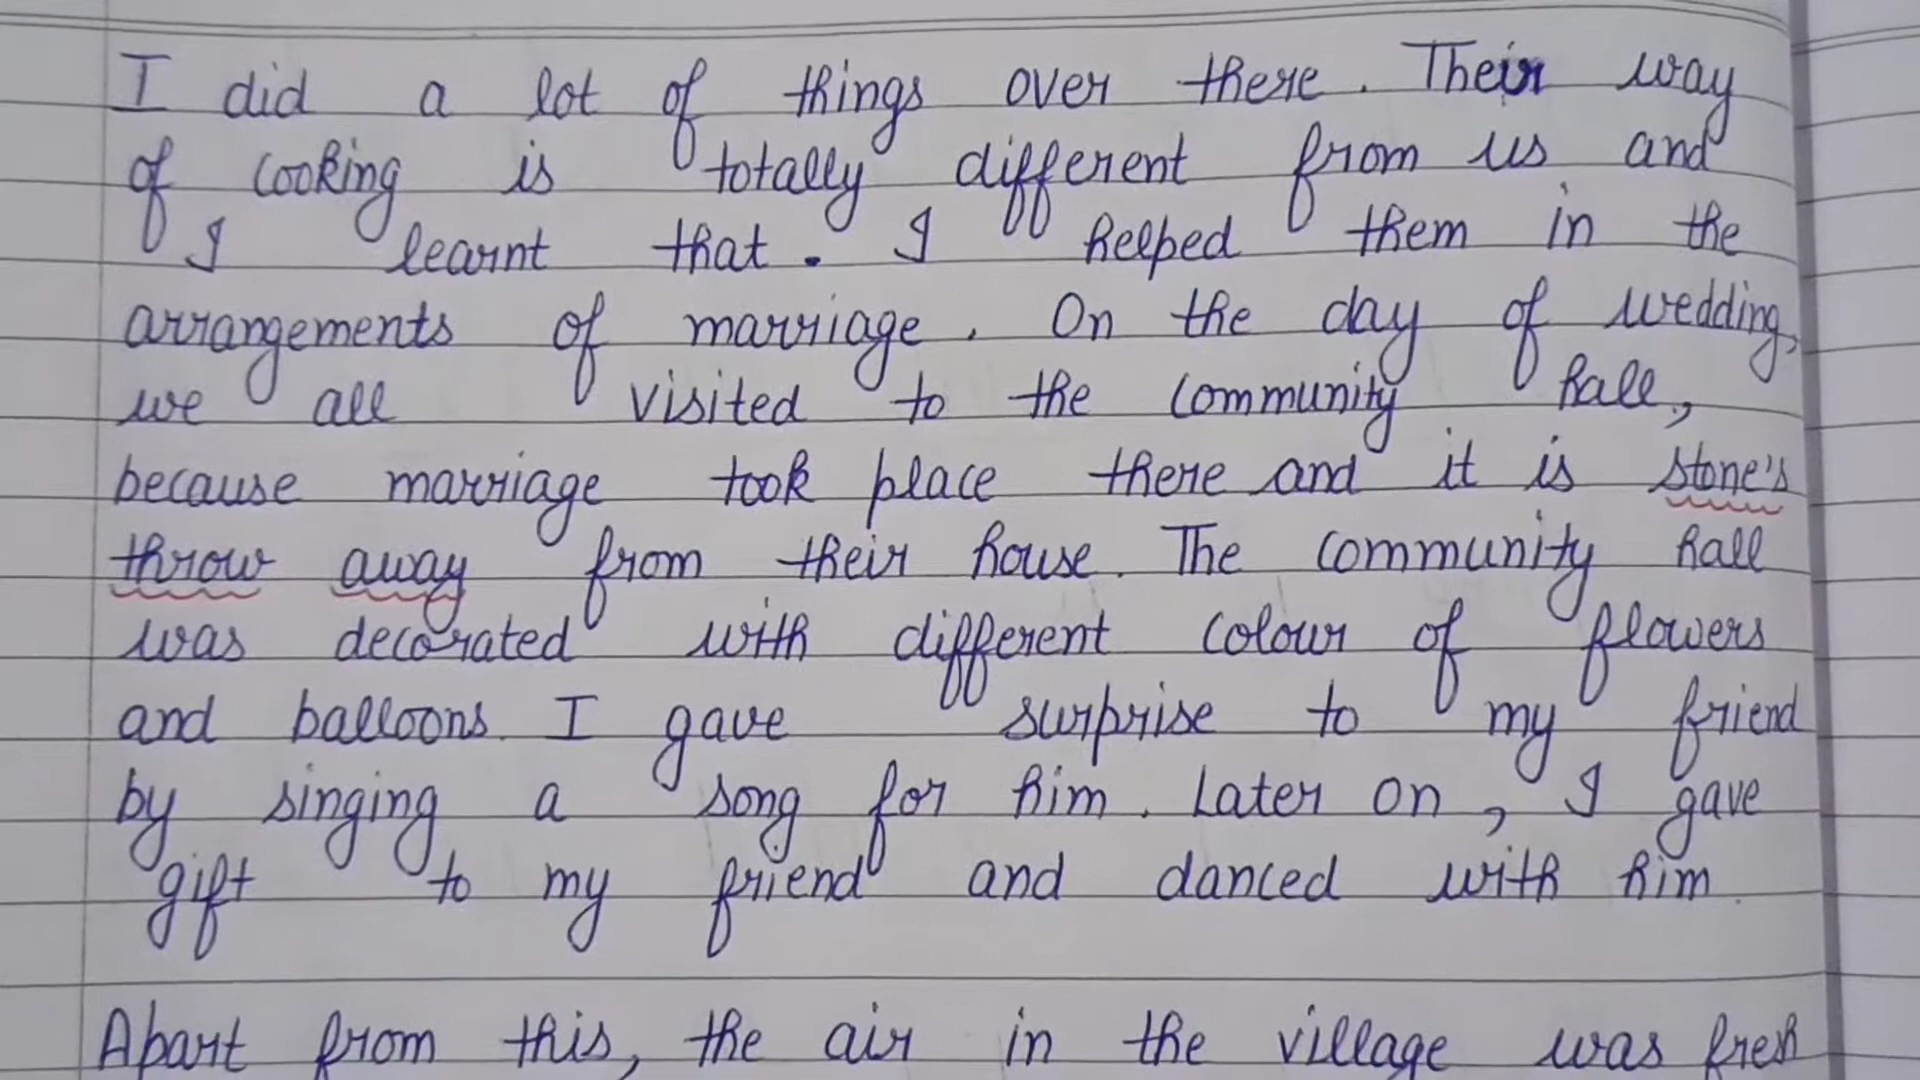 I did a lot of things over there. Their way
of cooking is totally different from us and
I learnt that. I helped them in the
arrangements of marriage. On the day of wedding,
we all visited to the community hall,
because marriage took place there and it is stone's
throw away from their house. The community hall
was decorated with different colour of flowers
and balloons. I gave surprise to my friend
by singing a song for him. Later on, I gave
gift to my friend and danced with him.
Apart from this, the air in the village was fresh